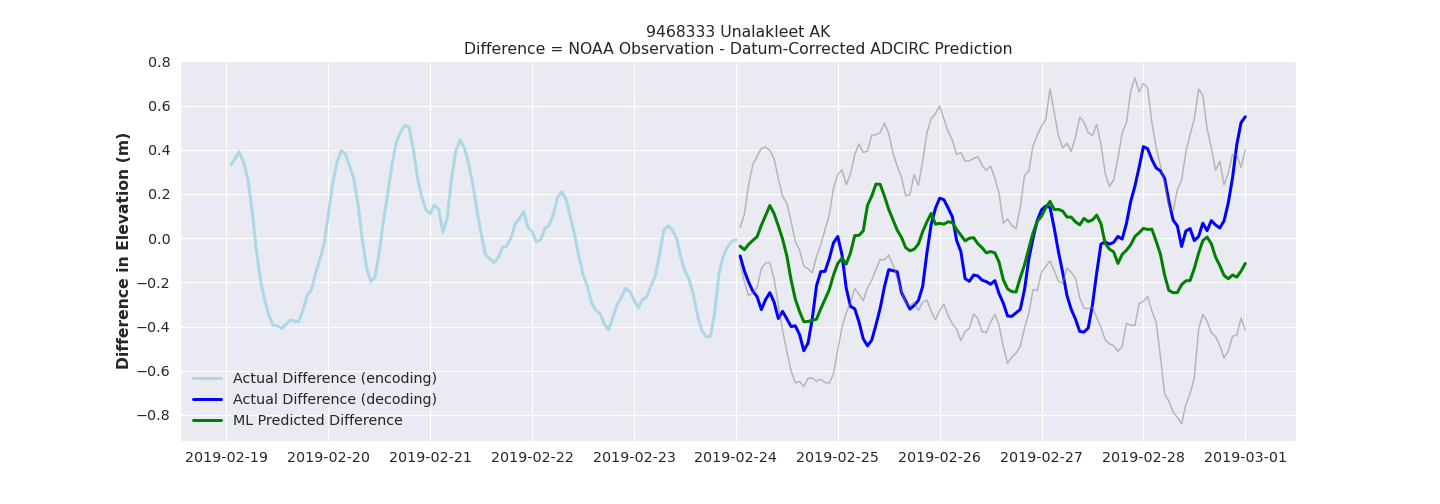 9468333 Unalakleet AK
Difference = NOAA Observation - Datum-Corrected ADCIRC Prediction
Difference in Elevation (m)
0.8
0.6
0.4
0.2
0.0
−0.2
−0.4
−0.6
−0.8
Actual Difference (encoding)
Actual Difference (decoding)
ML Predicted Difference
2019-02-19 2019-02-20 2019-02-21 2019-02-22 2019-02-23 2019-02-24 2019-02-25 2019-02-26 2019-02-27 2019-02-28 2019-03-01